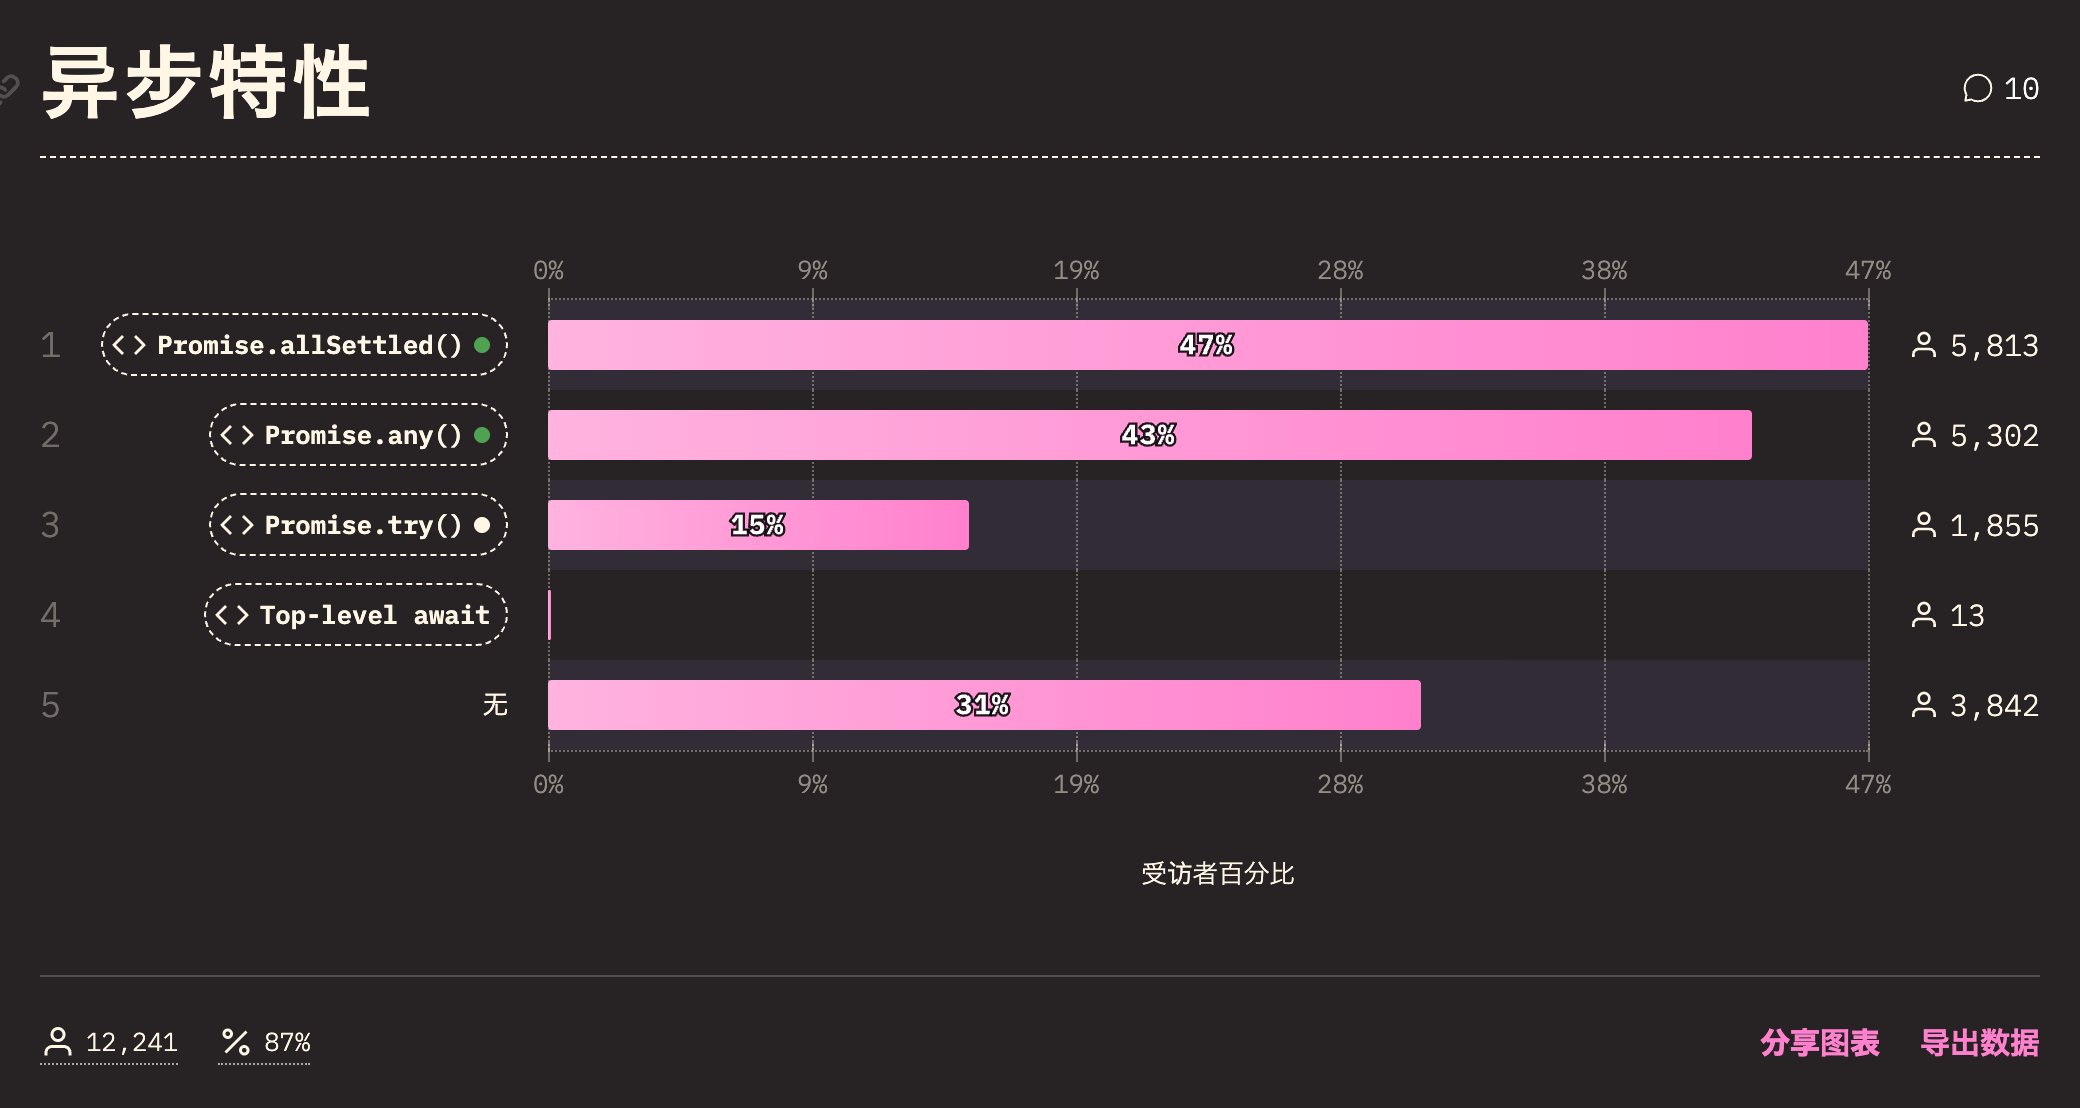 异步特性
10
0% 9% 19% 28% 38% 47%
1 <> Promise.allSettled() 47% 5,813
2 <> Promise.any() 43% 5,302
3 <> Promise.try() 15% 1,855
4 <> Top-level await 13
5 无 31% 3,842
0% 9% 19% 28% 38% 47%
受访者百分比
12,241 % 87% 分享图表 导出数据